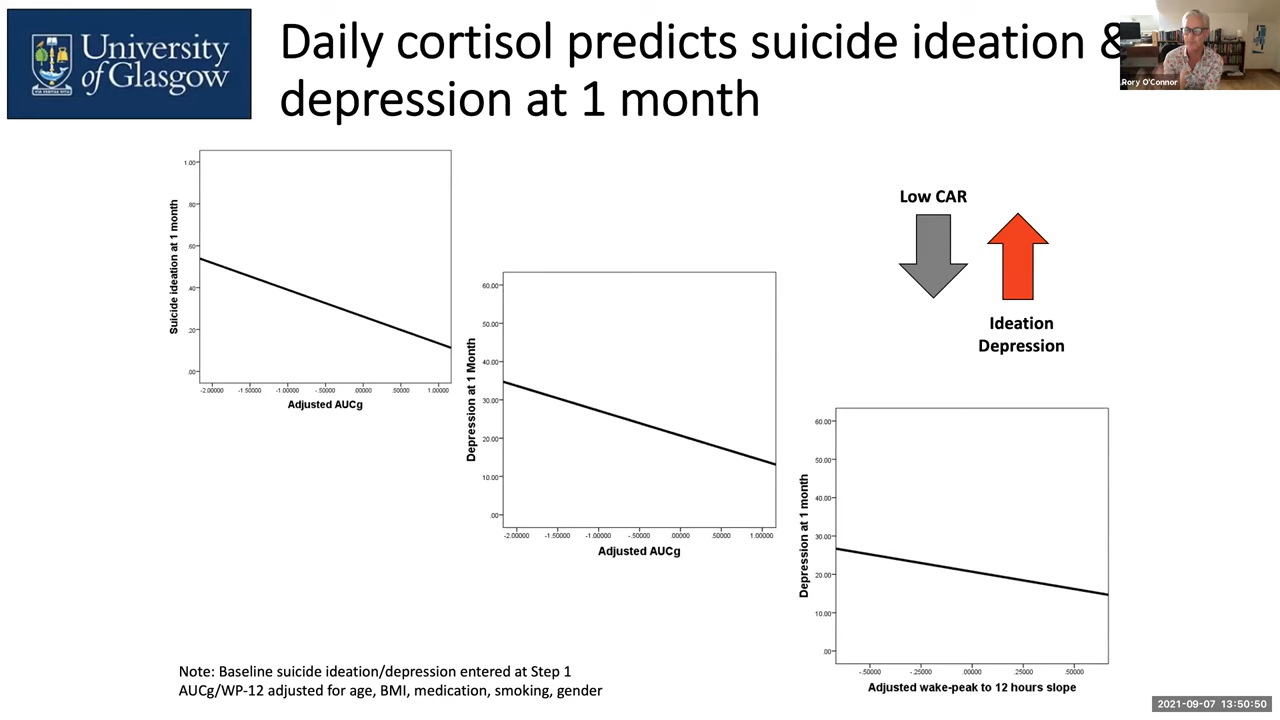 University
of Glasgow
VIA VERITAS VITA
Daily cortisol predicts suicide ideation &
depression at 1 month
Rory O'Connor
Suicide ideation at 1 month
1.00
.80
.60
.40
.20
.00
-2.00000 -1.50000 -1.00000 -.50000 .00000 .50000 1.00000
Adjusted AUCg
Depression at 1 Month
60.00
50.00
40.00
30.00
20.00
10.00
.00
-2.00000 -1.50000 -1.00000 -.50000 .00000 .50000 1.00000
Adjusted AUCg
Low CAR
Ideation
Depression
Depression at 1 month
60.00
50.00
40.00
30.00
20.00
10.00
.00
-.50000 -.25000 .00000 .25000 .50000
Adjusted wake-peak to 12 hours slope
Note: Baseline suicide ideation/depression entered at Step 1
AUCg/WP-12 adjusted for age, BMI, medication, smoking, gender
2021-09-07 13:50:50